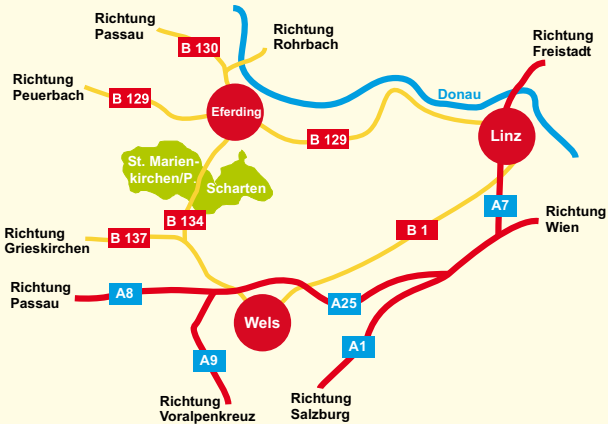 Richtung
Passau
B 130
Richtung
Rohrbach
Richtung
Freistadt
Richtung
Peuerbach
B 129
Eferding
Donau
B 129
Linz
St. Marien-
kirchen/P.
Scharten
A7
B 134
B 1
Richtung
Wien
Richtung
Grieskirchen
B 137
Richtung
Passau
A8
A25
Wels
A1
A9
Richtung
Voralpenkreuz
Richtung
Salzburg